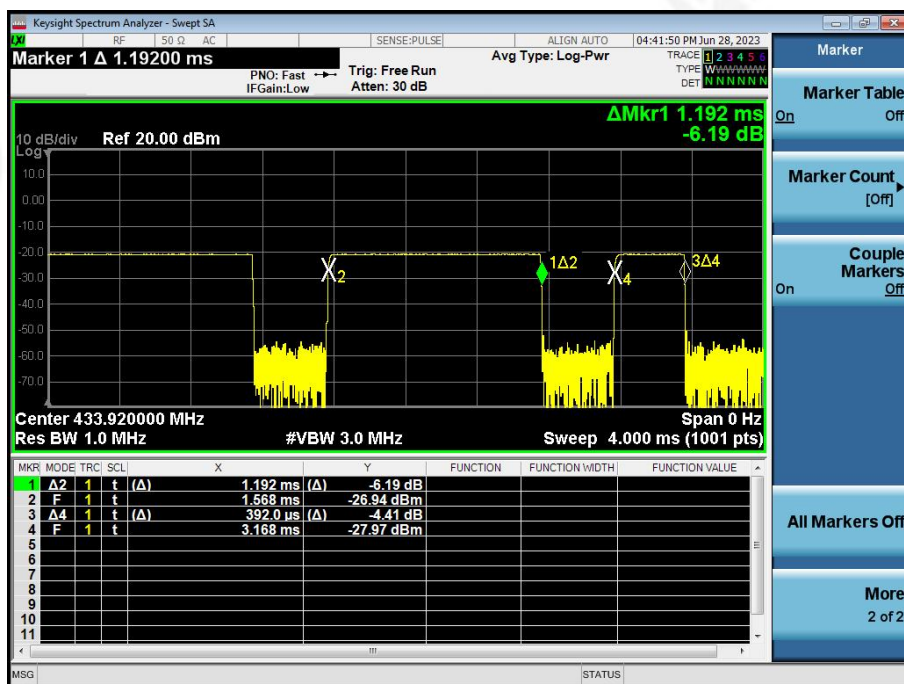 Keysight Spectrum Analyzer - Swept SA
LXI RF 50 Ω AC SENSE:PULSE ALIGN AUTO 04:41:50 PM Jun 28, 2023
Marker 1 Δ 1.19200 ms
PNO: Fast
IFGain:Low
Trig: Free Run
Atten: 30 dB
Avg Type: Log-Pwr
TRACE 1 2 3 4 5 6
TYPE WWWWWW
DET N N N N N N
ΔMkr1 1.192 ms
-6.19 dB
10 dB/div Ref 20.00 dBm
Log
10.0
0.00
-10.0
-20.0
-30.0
-40.0
-50.0
-60.0
-70.0
2
1Δ2
4
3Δ4
Center 433.920000 MHz Span 0 Hz
Res BW 1.0 MHz #VBW 3.0 MHz Sweep 4.000 ms (1001 pts)
MKR MODE TRC SCL X Y FUNCTION FUNCTION WIDTH FUNCTION VALUE
1 Δ2 1 t (Δ) 1.192 ms (Δ) -6.19 dB
2 F 1 t 1.568 ms -26.94 dBm
3 Δ4 1 t (Δ) 392.0 µs (Δ) -4.41 dB
4 F 1 t 3.168 ms -27.97 dBm
5
6
7
8
9
10
11
MSG STATUS
Marker
Marker Table
On Off
Marker Count
[Off]
Couple
Markers
On Off
All Markers Off
More
2 of 2